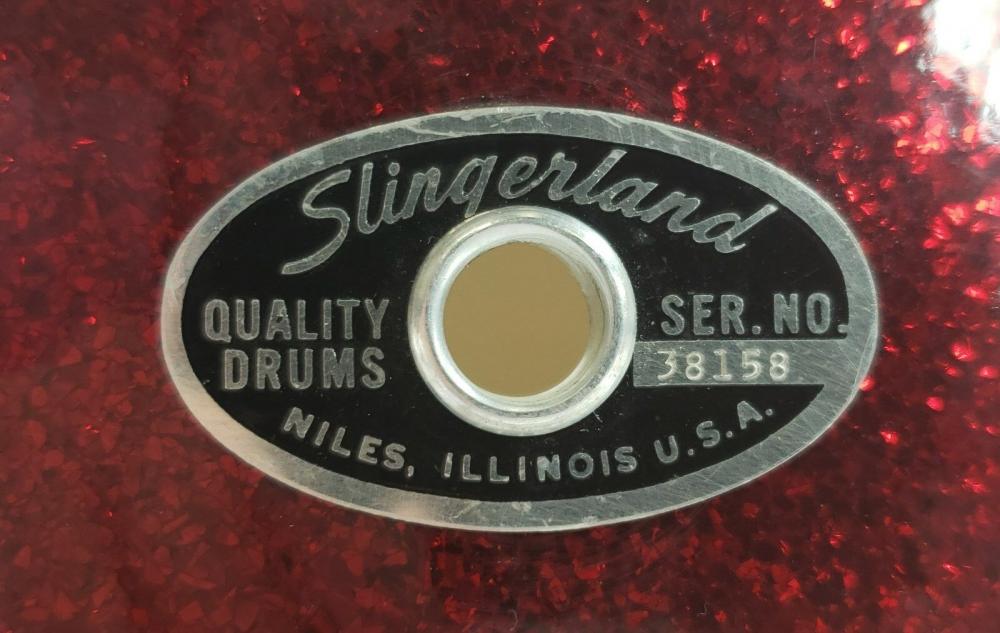 Slingerland
QUALITY
DRUMS
SER. NO.
38158
NILES, ILLINOIS U.S.A.